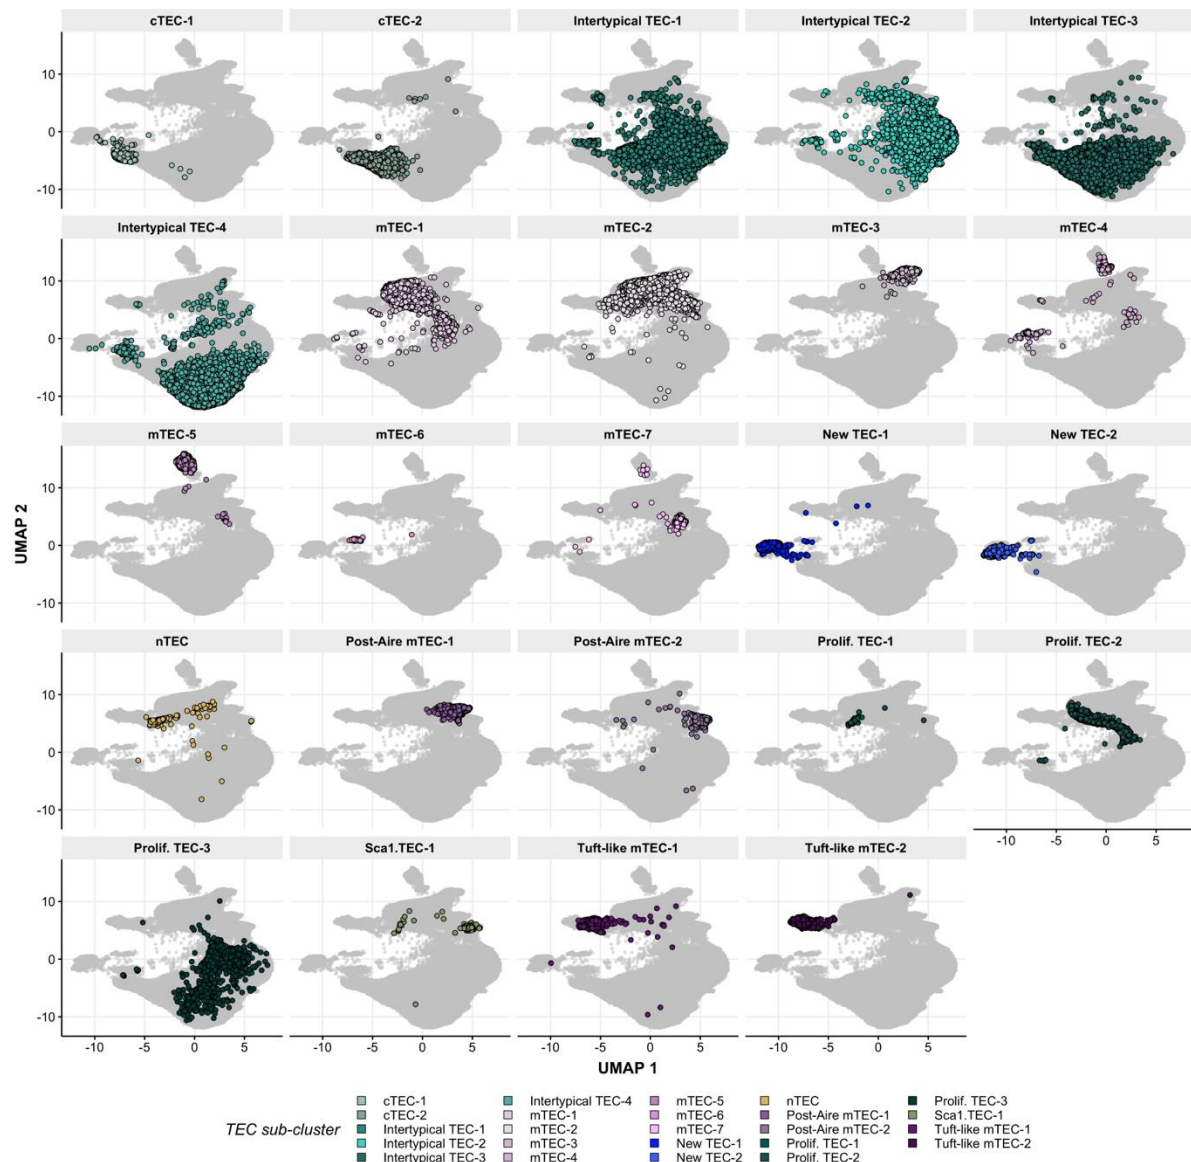 cTEC-1 cTEC-2 Intertypical TEC-1 Intertypical TEC-2 Intertypical TEC-3
10
0
-10
Intertypical TEC-4 mTEC-1 mTEC-2 mTEC-3 mTEC-4
10
0
-10
mTEC-5 mTEC-6 mTEC-7 New TEC-1 New TEC-2
10
0
-10
UMAP 2
nTEC Post-Aire mTEC-1 Post-Aire mTEC-2 Prolif. TEC-1 Prolif. TEC-2
10
0
-10
-10 -5 0 5
Prolif. TEC-3 Sca1.TEC-1 Tuft-like mTEC-1 Tuft-like mTEC-2
10
0
-10
-10 -5 0 5 -10 -5 0 5 -10 -5 0 5 -10 -5 0 5
UMAP 1
TEC sub-cluster
cTEC-1 Intertypical TEC-4 mTEC-5 nTEC Prolif. TEC-3
cTEC-2 mTEC-1 mTEC-6 Post-Aire mTEC-1 Sca1.TEC-1
Intertypical TEC-1 mTEC-2 mTEC-7 Post-Aire mTEC-2 Tuft-like mTEC-1
Intertypical TEC-2 mTEC-3 New TEC-1 Prolif. TEC-1 Tuft-like mTEC-2
Intertypical TEC-3 mTEC-4 New TEC-2 Prolif. TEC-2